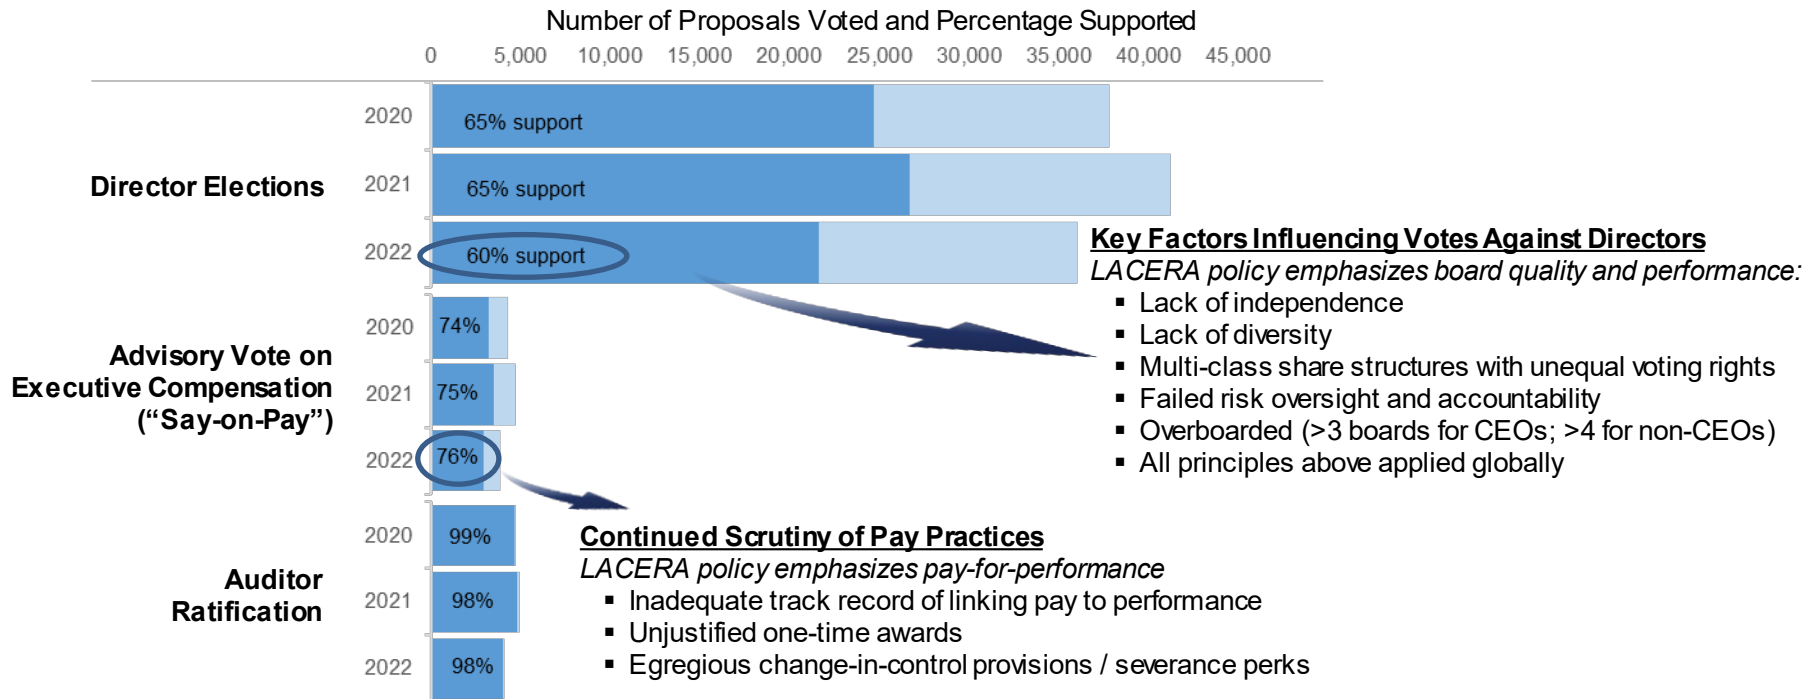 Number of Proposals Voted and Percentage Supported
0 5,000 10,000 15,000 20,000 25,000 30,000 35,000 40,000 45,000
Director Elections
2020 65% support
2021 65% support
2022 60% support
Key Factors Influencing Votes Against Directors
LACERA policy emphasizes board quality and performance:
▪ Lack of independence
▪ Lack of diversity
▪ Multi-class share structures with unequal voting rights
▪ Failed risk oversight and accountability
▪ Overboarded (>3 boards for CEOs; >4 for non-CEOs)
▪ All principles above applied globally
Advisory Vote on
Executive Compensation
(“Say-on-Pay”)
2020 74%
2021 75%
2022 76%
Continued Scrutiny of Pay Practices
LACERA policy emphasizes pay-for-performance
▪ Inadequate track record of linking pay to performance
▪ Unjustified one-time awards
▪ Egregious change-in-control provisions / severance perks
Auditor
Ratification
2020 99%
2021 98%
2022 98%